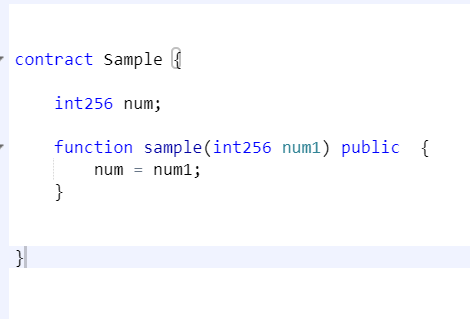 contract Sample {
int256 num;
function sample(int256 num1) public  {
num = num1;
}
}